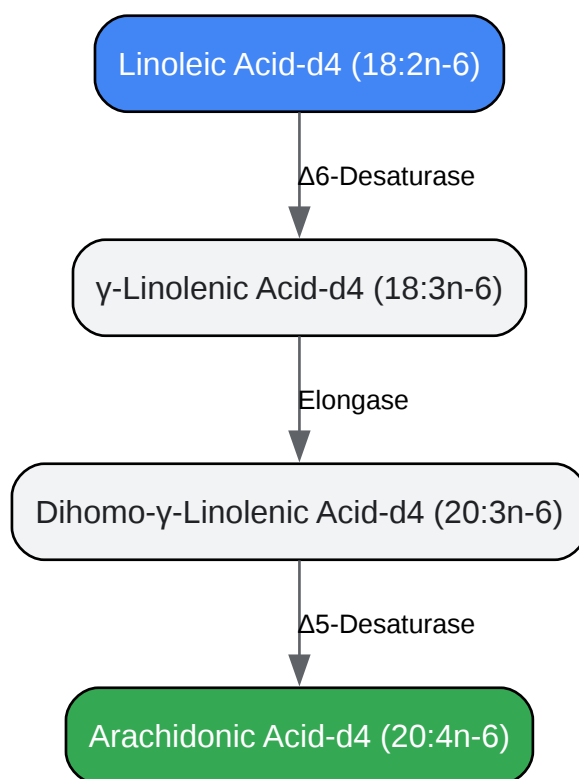 Linoleic Acid-d4 (18:2n-6)
Δ6-Desaturase
γ-Linolenic Acid-d4 (18:3n-6)
Elongase
Dihomo-γ-Linolenic Acid-d4 (20:3n-6)
Δ5-Desaturase
Arachidonic Acid-d4 (20:4n-6)